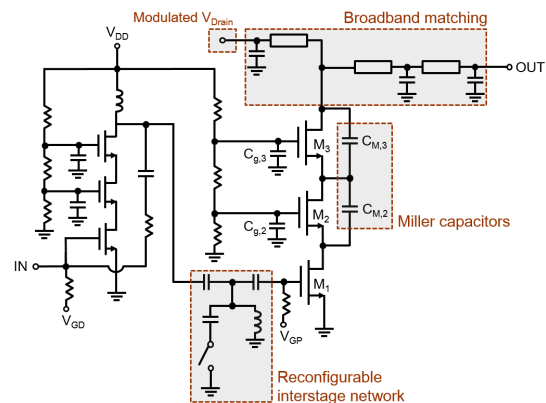 Modulated V_Drain
Broadband matching
V_DD
OUT
M_3
C_g,3
C_M,3
M_2
C_g,2
C_M,2
Miller capacitors
IN
M_1
V_GD
V_GP
Reconfigurable
interstage network